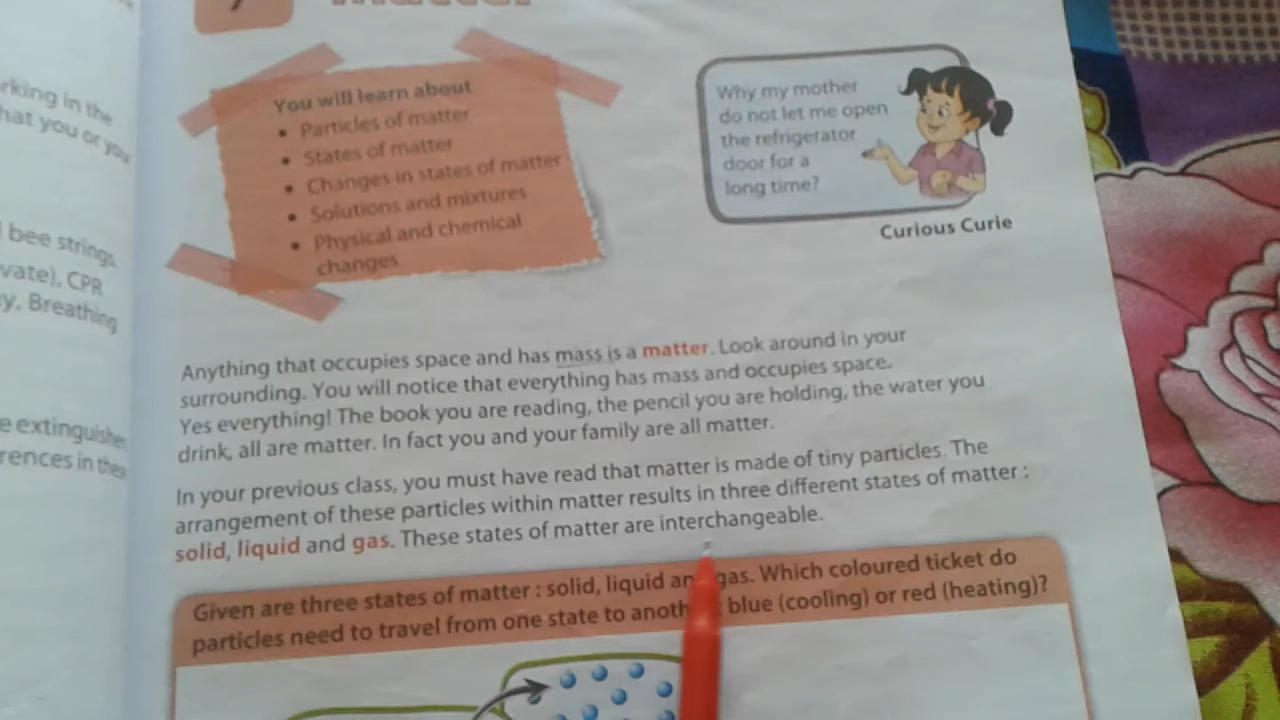 7
Matter
You will learn about
• Particles of matter
• States of matter
• Changes in states of matter
• Solutions and mixtures
• Physical and chemical
changes
Why my mother
do not let me open
the refrigerator
door for a
long time?
Curious Curie
Anything that occupies space and has mass is a matter. Look around in your
surrounding. You will notice that everything has mass and occupies space.
Yes everything! The book you are reading, the pencil you are holding, the water you
drink, all are matter. In fact you and your family are all matter.
In your previous class, you must have read that matter is made of tiny particles. The
arrangement of these particles within matter results in three different states of matter :
solid, liquid and gas. These states of matter are interchangeable.
Given are three states of matter : solid, liquid an gas. Which coloured ticket do
particles need to travel from one state to anoth : blue (cooling) or red (heating)?
rking in the
hat you or you
bee strings,
vate), CPR
y, Breathing
e extinguishe
rences in the